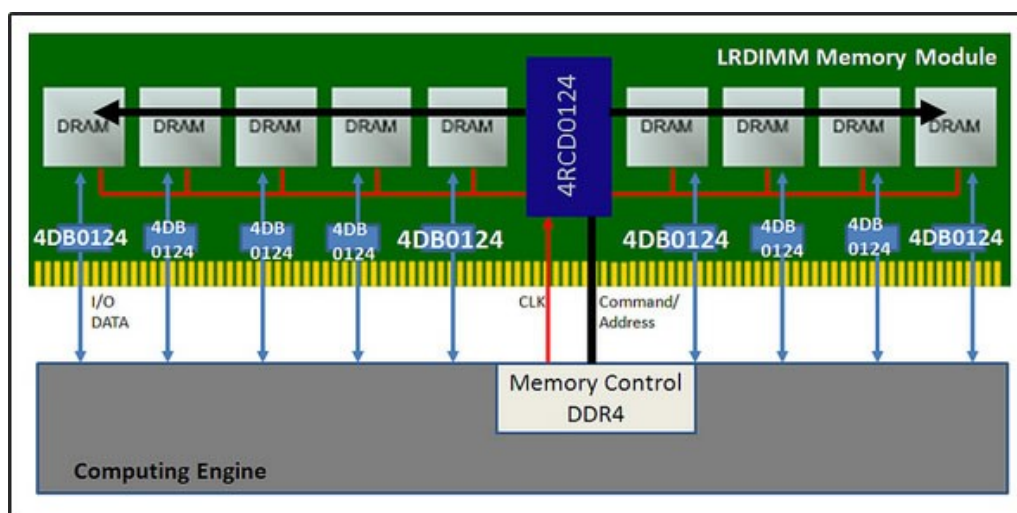 LRDIMM Memory Module
DRAM DRAM DRAM DRAM DRAM 4RCD0124 DRAM DRAM DRAM DRAM
4DB0124 4DB 4DB 4DB 4DB0124 4DB0124 4DB 4DB 4DB0124
0124 0124 0124 0124 0124
I/O CLK Command/
DATA Address
Memory Control
DDR4
Computing Engine